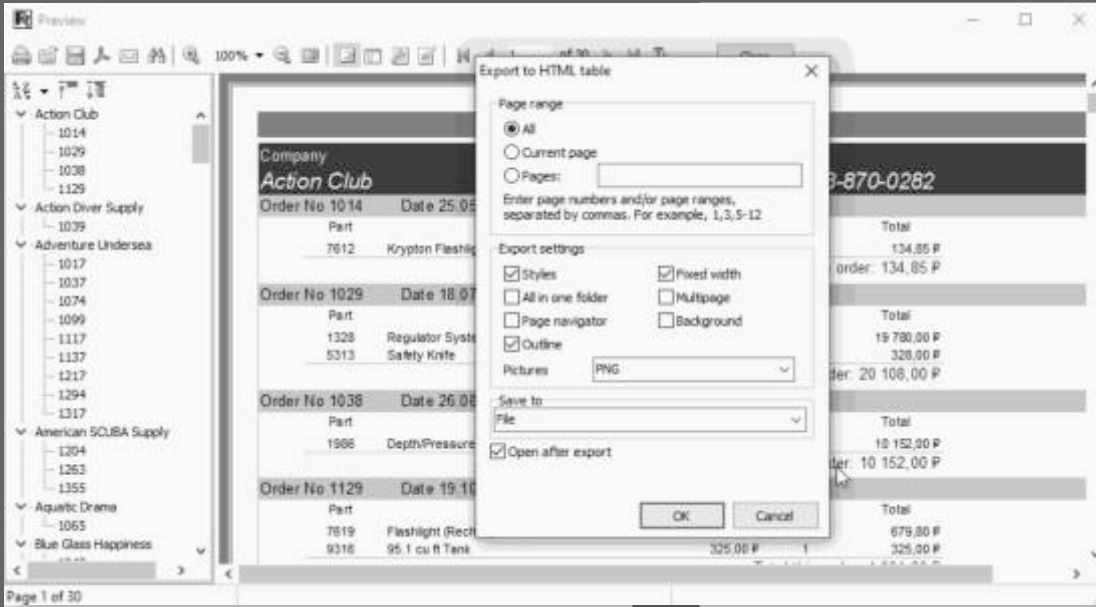 Preview
100%
of 30
Close
Action Club
1014
1029
1038
1129
Action Diver Supply
1039
Adventure Undersea
1017
1037
1074
1099
1117
1137
1217
1294
1317
American SCUBA Supply
1204
1263
1355
Aquatic Drama
1065
Blue Glass Happiness
Company
Action Club
3-870-0282
Order No 1014 Date 25.05
Part Total
7612 Krypton Flashlig 134,85 ₽
order: 134,85 ₽
Order No 1029 Date 18.07
Part Total
1328 Regulator Syste 19 780,00 ₽
5313 Safety Knife 328,00 ₽
der: 20 108,00 ₽
Order No 1038 Date 26.08
Part Total
1986 Depth/Pressure 10 152,00 ₽
der: 10 152,00 ₽
Order No 1129 Date 19.10
Part Total
7619 Flashlight (Rech 679,80 ₽
9316 95.1 cu ft Tank 325,00 ₽ 1 325,00 ₽
Export to HTML table
Page range
All
Current page
Pages:
Enter page numbers and/or page ranges,
separated by commas. For example, 1,3,5-12
Export settings
Styles Fixed width
All in one folder Multipage
Page navigator Background
Outline
Pictures PNG
Save to
File
Open after export
OK Cancel
Page 1 of 30